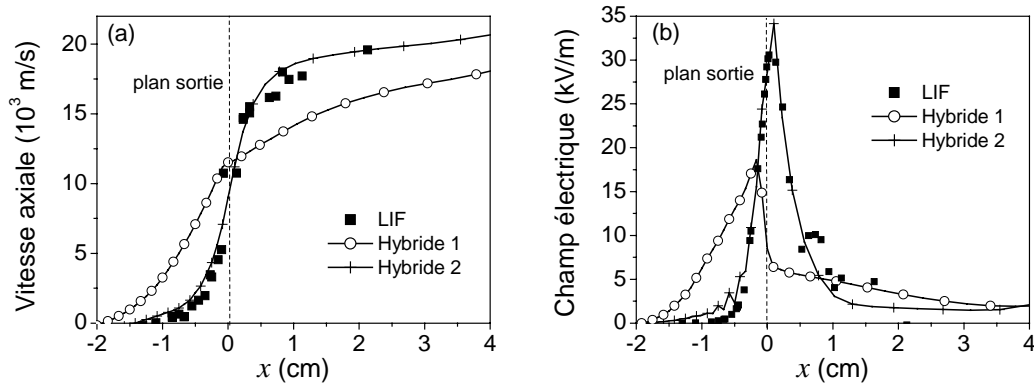 (a)
plan sortie
LIF
Hybride 1
Hybride 2
Vitesse axiale (10³ m/s)
20
15
10
5
0
-2 -1 0 1 2 3 4
x (cm)
(b)
plan sortie
LIF
Hybride 1
Hybride 2
Champ électrique (kV/m)
35
30
25
20
15
10
5
0
-2 -1 0 1 2 3 4
x (cm)